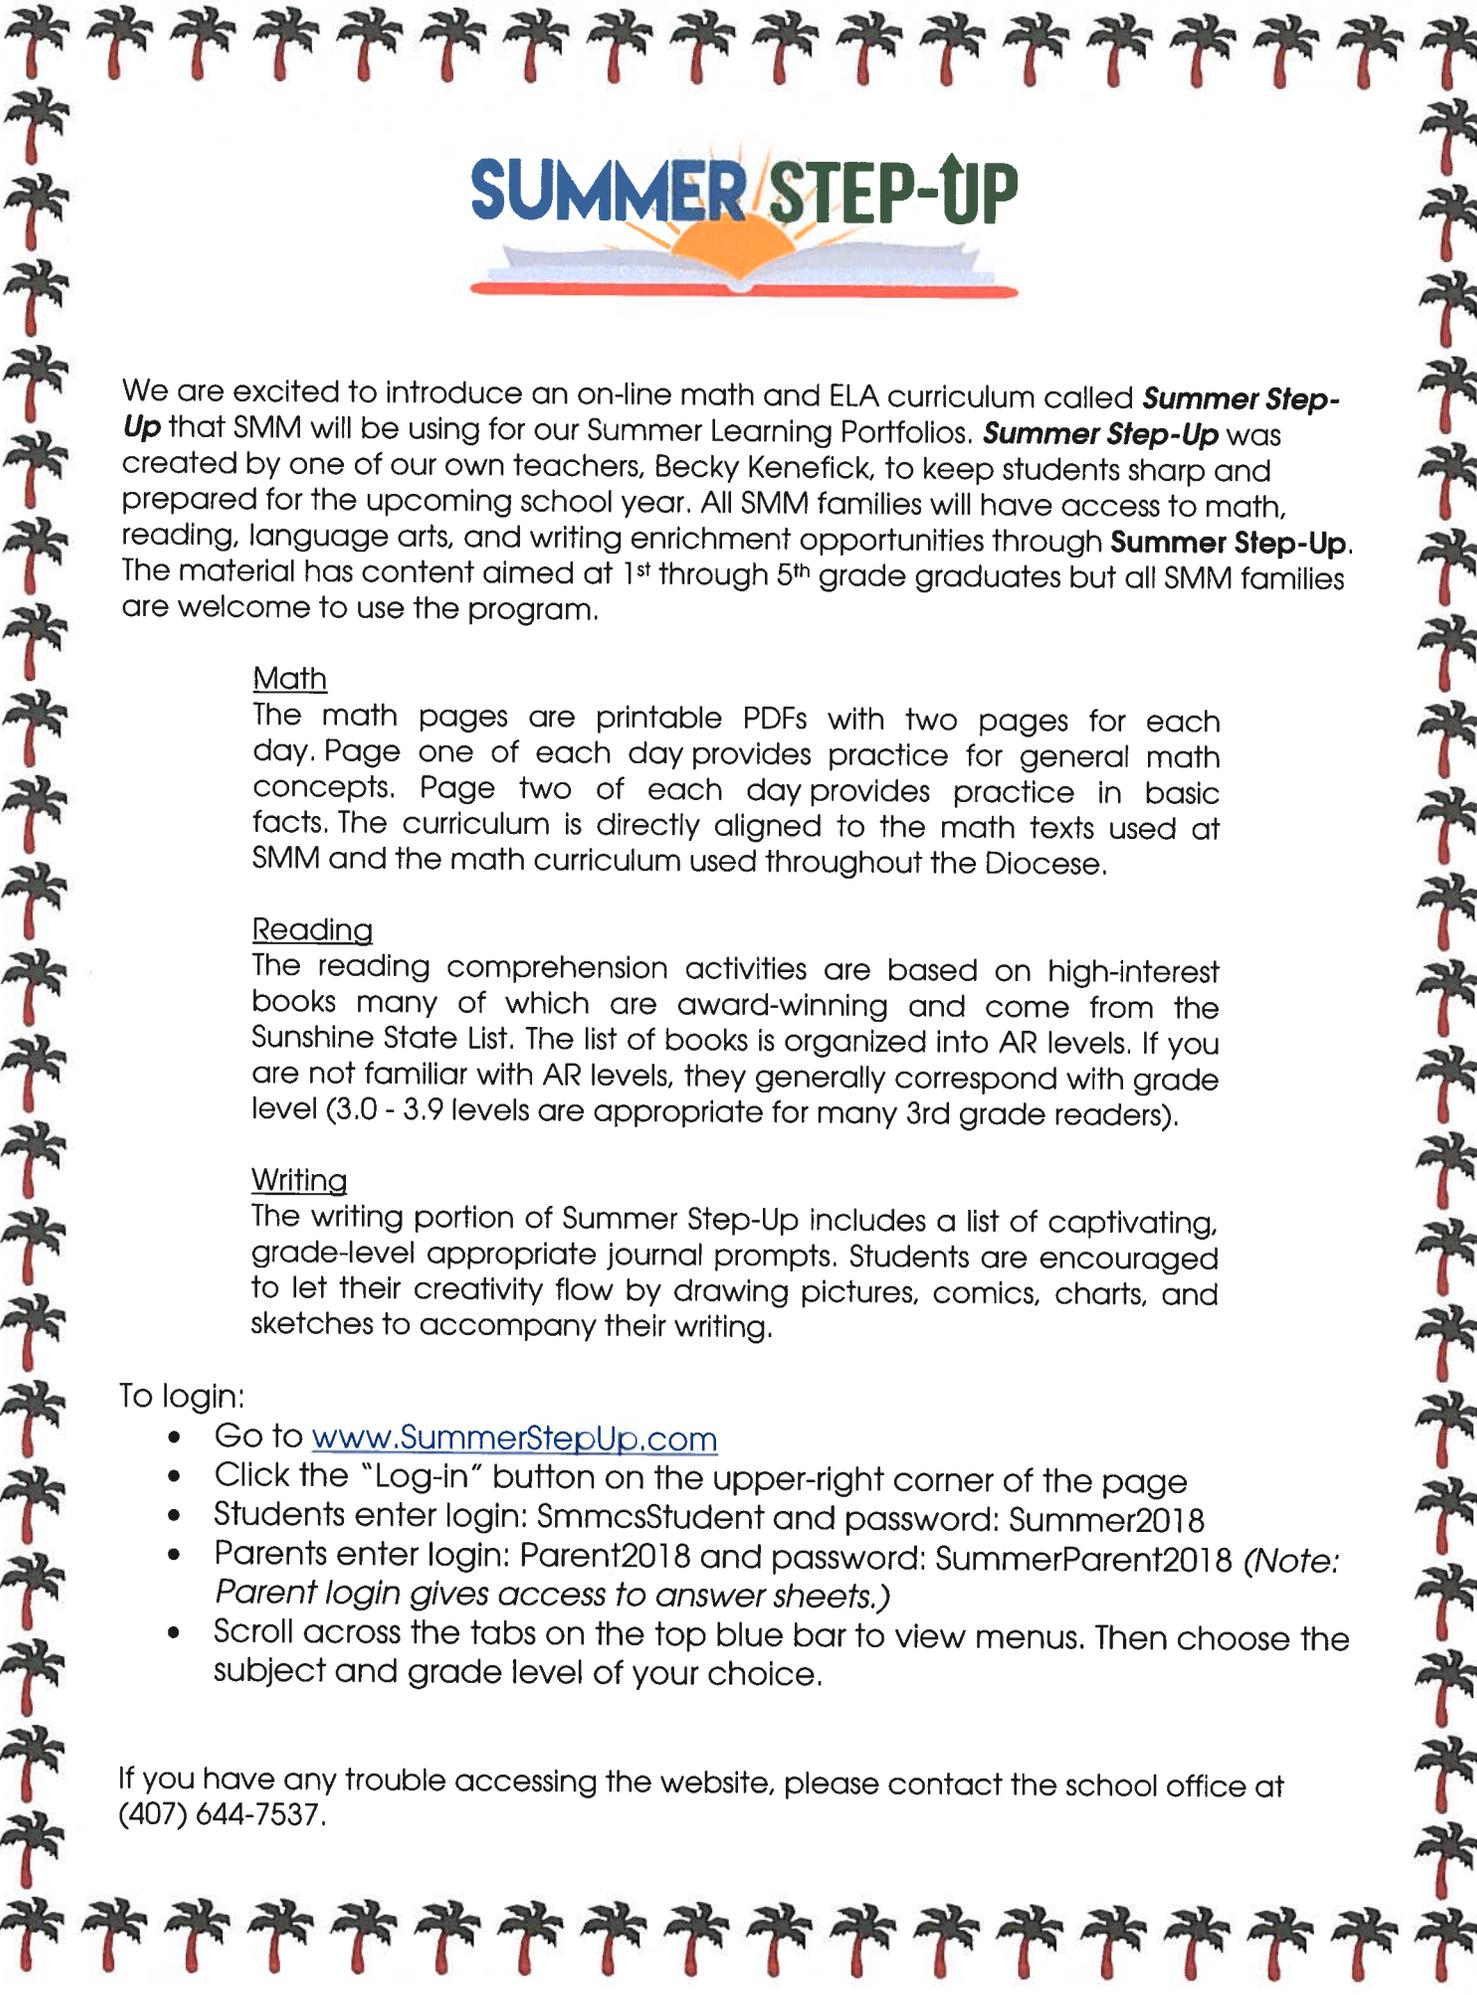 SUMMER STEP-UP
We are excited to introduce an on-line math and ELA curriculum called Summer Step-
Up that SMM will be using for our Summer Learning Portfolios. Summer Step-Up was
created by one of our own teachers, Becky Kenefick, to keep students sharp and
prepared for the upcoming school year. All SMM families will have access to math,
reading, language arts, and writing enrichment opportunities through Summer Step-Up.
The material has content aimed at 1st through 5th grade graduates but all SMM families
are welcome to use the program.
Math
The math pages are printable PDFs with two pages for each
day. Page one of each day provides practice for general math
concepts. Page two of each day provides practice in basic
facts. The curriculum is directly aligned to the math texts used at
SMM and the math curriculum used throughout the Diocese.
Reading
The reading comprehension activities are based on high-interest
books many of which are award-winning and come from the
Sunshine State List. The list of books is organized into AR levels. If you
are not familiar with AR levels, they generally correspond with grade
level (3.0 - 3.9 levels are appropriate for many 3rd grade readers).
Writing
The writing portion of Summer Step-Up includes a list of captivating,
grade-level appropriate journal prompts. Students are encouraged
to let their creativity flow by drawing pictures, comics, charts, and
sketches to accompany their writing.
To login:
• Go to www.SummerStepUp.com
• Click the “Log-in” button on the upper-right corner of the page
• Students enter login: SmmcsStudent and password: Summer2018
• Parents enter login: Parent2018 and password: SummerParent2018 (Note:
Parent login gives access to answer sheets.)
• Scroll across the tabs on the top blue bar to view menus. Then choose the
subject and grade level of your choice.
If you have any trouble accessing the website, please contact the school office at
(407) 644-7537.